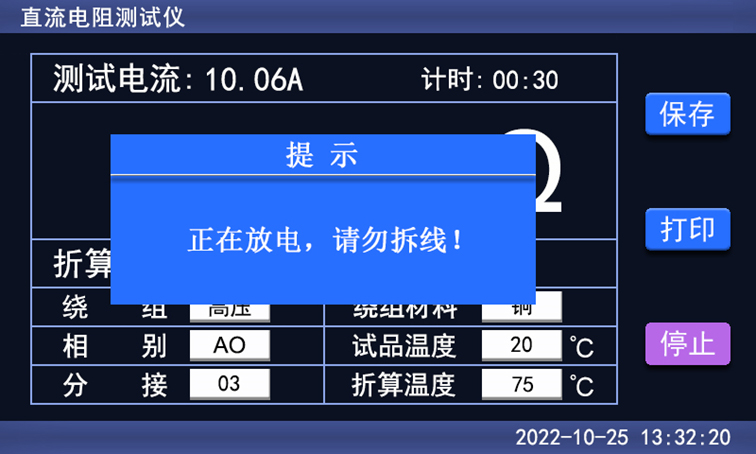 直流电阻测试仪
测试电流: 10.06A 计时: 00:30
保存
提 示
Ω
正在放电，请勿拆线！
打印
折算
绕 组 高压 绕组材料 铜
相 别 AO 试品温度 20 ℃
停止
分 接 03 折算温度 75 ℃
2022-10-25 13:32:20